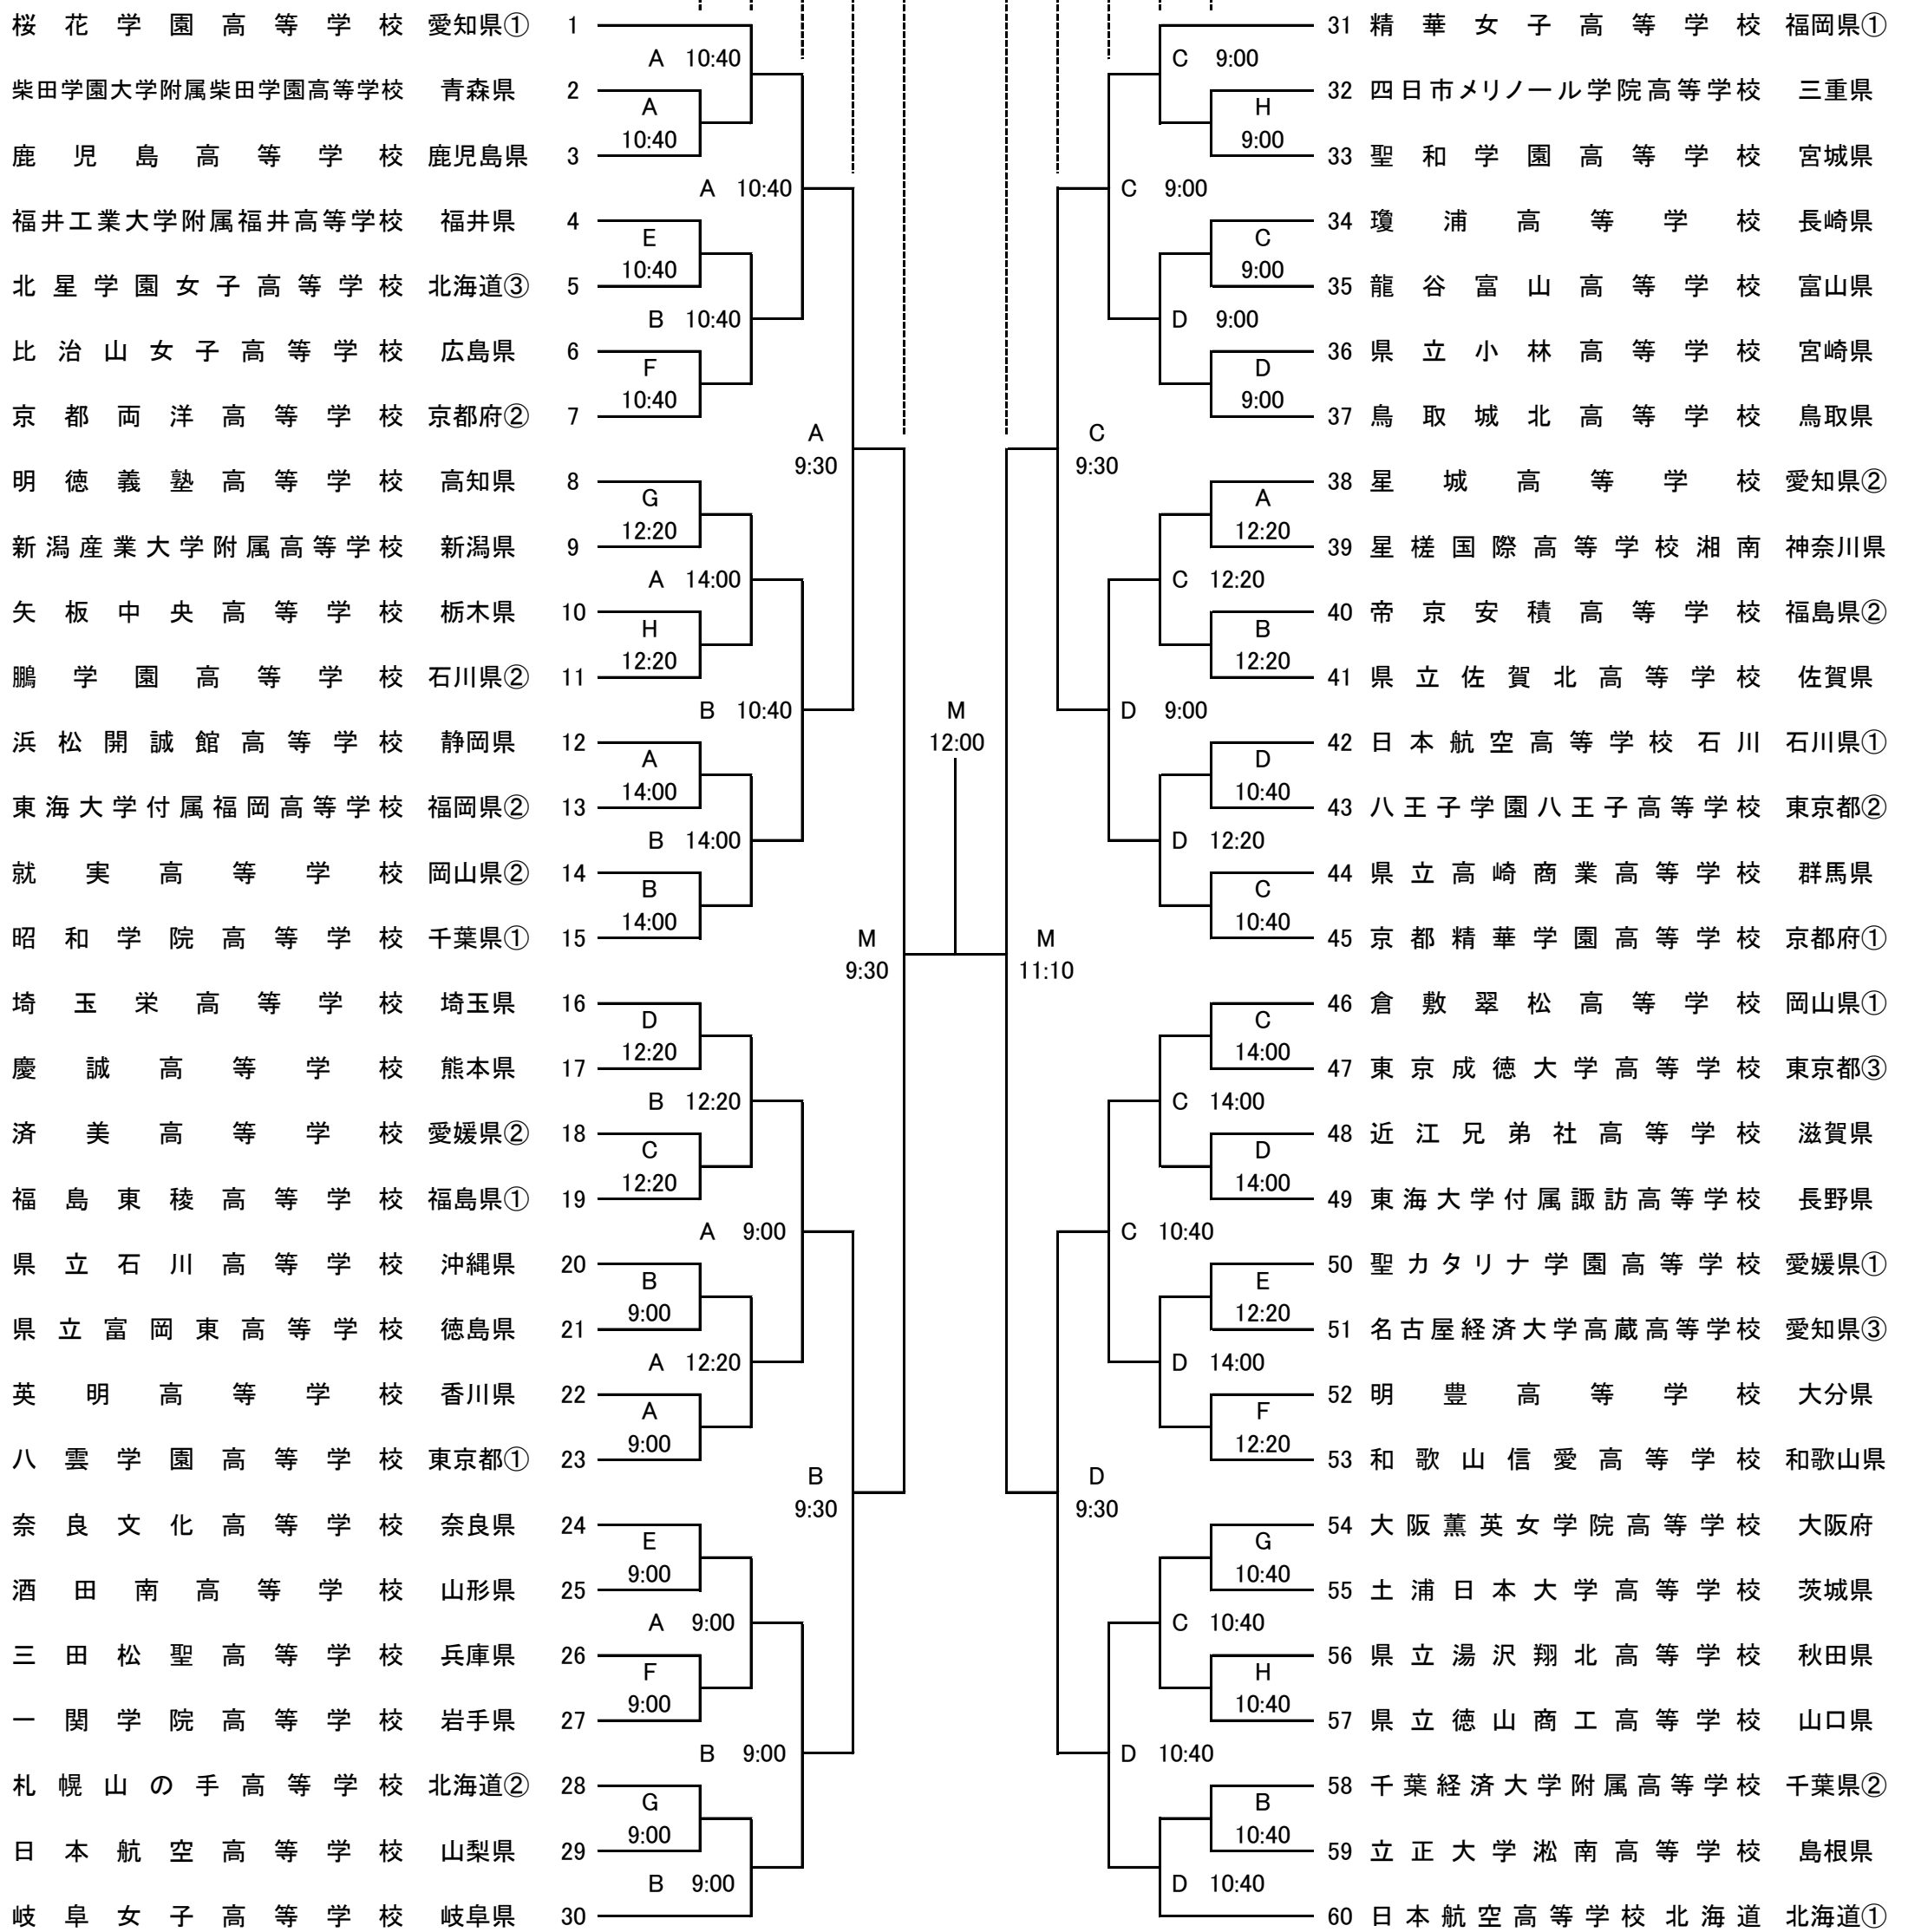 桜花学園高等学校 愛知県① 1
A 10:40
柴田学園大学附属柴田学園高等学校 青森県 2
A
10:40
鹿児島高等学校 鹿児島県 3
A 10:40
福井工業大学附属福井高等学校 福井県 4
E
10:40
北星学園女子高等学校 北海道③ 5
B 10:40
比治山女子高等学校 広島県 6
F
10:40
京都両洋高等学校 京都府② 7
A
9:30
明徳義塾高等学校 高知県 8
G
12:20
新潟産業大学附属高等学校 新潟県 9
A 14:00
矢板中央高等学校 栃木県 10
H
12:20
鵬学園高等学校 石川県② 11
B 10:40
浜松開誠館高等学校 静岡県 12
A
14:00
東海大学付属福岡高等学校 福岡県② 13
B 14:00
就実高等学校 岡山県② 14
B
14:00
昭和学院高等学校 千葉県① 15
M
9:30
埼玉栄高等学校 埼玉県 16
D
12:20
慶誠高等学校 熊本県 17
B 12:20
済美高等学校 愛媛県② 18
C
12:20
福島東稜高等学校 福島県① 19
A 9:00
県立石川高等学校 沖縄県 20
B
9:00
県立富岡東高等学校 徳島県 21
A 12:20
英明高等学校 香川県 22
A
9:00
八雲学園高等学校 東京都① 23
B
9:30
奈良文化高等学校 奈良県 24
E
9:00
酒田南高等学校 山形県 25
A 9:00
三田松聖高等学校 兵庫県 26
F
9:00
一関学院高等学校 岩手県 27
B 9:00
札幌山の手高等学校 北海道② 28
G
9:00
日本航空高等学校 山梨県 29
B 9:00
岐阜女子高等学校 岐阜県 30
M
12:00
31 精華女子高等学校 福岡県①
C 9:00
32 四日市メリノール学院高等学校 三重県
H
9:00
33 聖和学園高等学校 宮城県
C 9:00
34 瓊浦高等学校 長崎県
C
9:00
35 龍谷富山高等学校 富山県
D 9:00
36 県立小林高等学校 宮崎県
D
9:00
37 鳥取城北高等学校 鳥取県
C
9:30
38 星城高等学校 愛知県②
A
12:20
39 星槎国際高等学校湘南 神奈川県
C 12:20
40 帝京安積高等学校 福島県②
B
12:20
41 県立佐賀北高等学校 佐賀県
D 9:00
42 日本航空高等学校石川 石川県①
D
10:40
43 八王子学園八王子高等学校 東京都②
D 12:20
44 県立高崎商業高等学校 群馬県
C
10:40
45 京都精華学園高等学校 京都府①
M
11:10
46 倉敷翠松高等学校 岡山県①
C
14:00
47 東京成徳大学高等学校 東京都③
C 14:00
48 近江兄弟社高等学校 滋賀県
D
14:00
49 東海大学付属諏訪高等学校 長野県
C 10:40
50 聖カタリナ学園高等学校 愛媛県①
E
12:20
51 名古屋経済大学高蔵高等学校 愛知県③
D 14:00
52 明豊高等学校 大分県
F
12:20
53 和歌山信愛高等学校 和歌山県
D
9:30
54 大阪薫英女学院高等学校 大阪府
G
10:40
55 土浦日本大学高等学校 茨城県
C 10:40
56 県立湯沢翔北高等学校 秋田県
H
10:40
57 県立徳山商工高等学校 山口県
D 10:40
58 千葉経済大学附属高等学校 千葉県②
B
10:40
59 立正大学淞南高等学校 島根県
D 10:40
60 日本航空高等学校北海道 北海道①